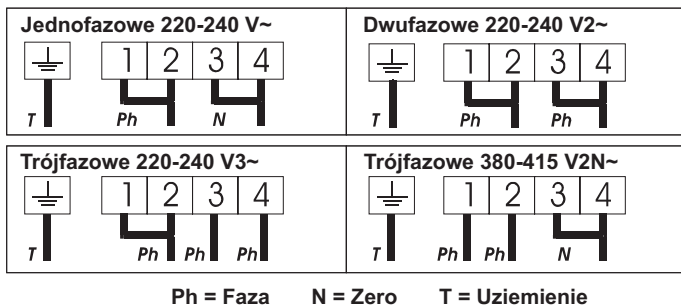 Jednofazowe 220-240 V~
1 2 3 4
T Ph N
Dwufazowe 220-240 V2~
1 2 3 4
T Ph Ph
Trójfazowe 220-240 V3~
1 2 3 4
T Ph Ph Ph
Trójfazowe 380-415 V2N~
1 2 3 4
T Ph Ph N
Ph = Faza N = Zero T = Uziemienie